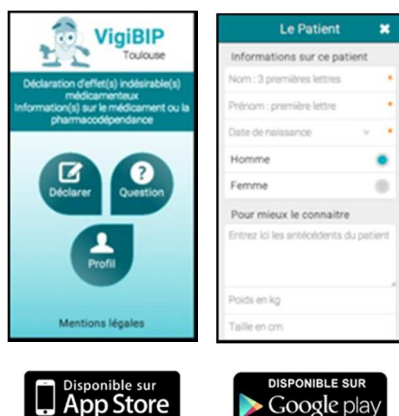 VigiBIP
Toulouse
Déclaration d'effet(s) indésirable(s)
médicamenteux
Information(s) sur le médicament ou la
pharmacodépendance
Déclarer
Question
Profil
Mentions légales
Le Patient
Informations sur ce patient
Nom : 3 premières lettres *
Prénom : première lettre *
Date de naissance *
Homme
Femme
Pour mieux le connaitre
Entrez ici les antécédents du patient
Poids en kg
Taille en cm
Disponible sur
App Store
DISPONIBLE SUR
Google play